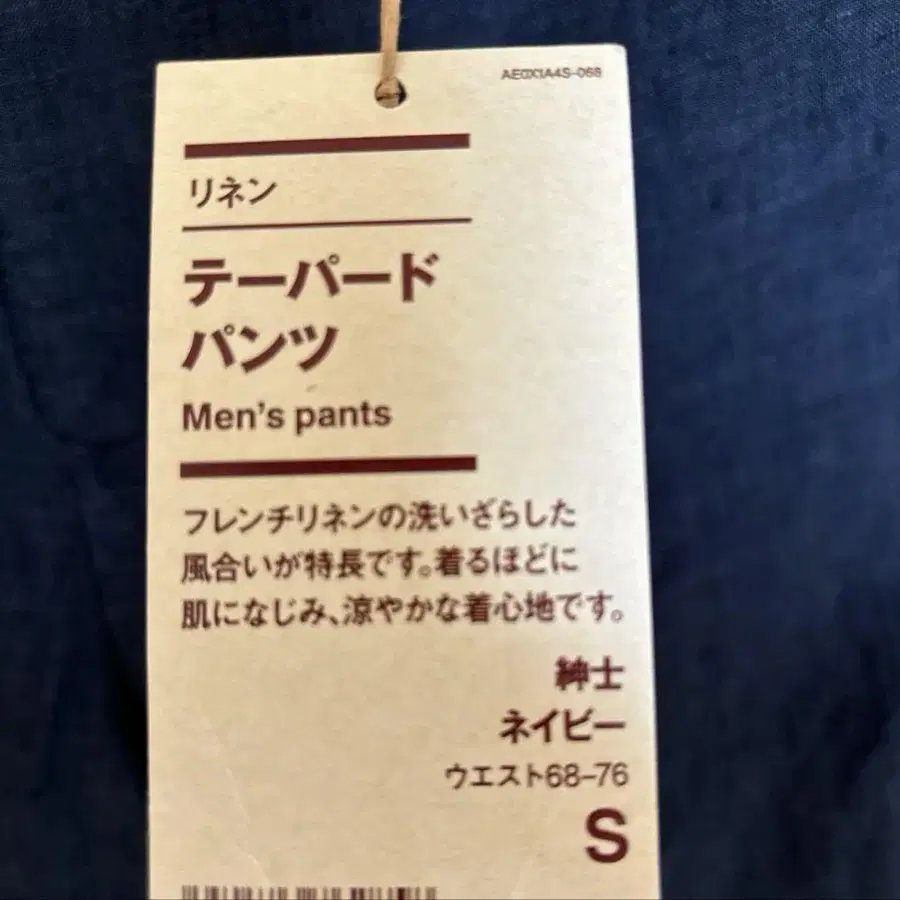 AE0X1A4S-068
リネン
テーパード
パンツ
Men's pants
フレンチリネンの洗いざらした
風合いが特長です。着るほどに
肌になじみ、涼やかな着心地です。
紳士
ネイビー
ウエスト68–76
S